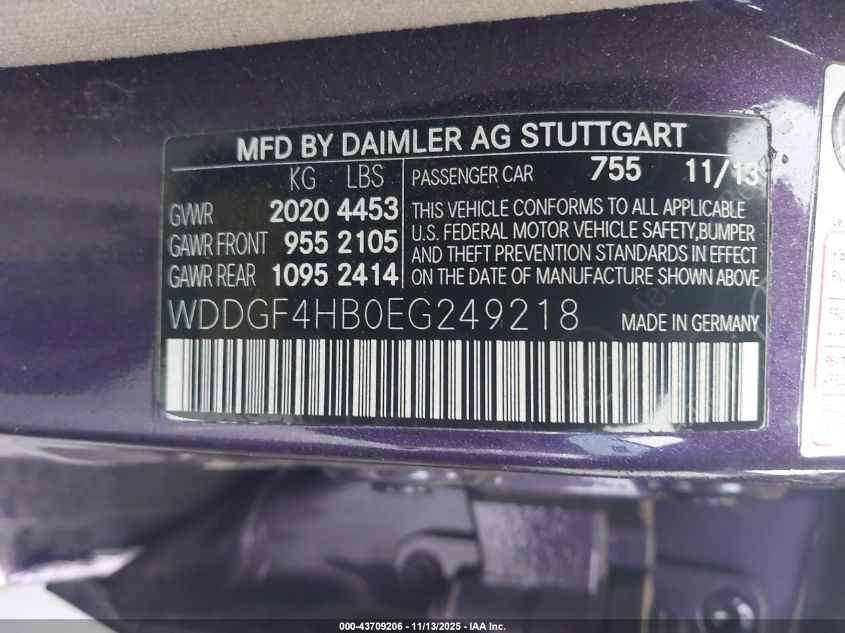 MFD BY DAIMLER AG STUTTGART
KG LBS
GVWR 2020 4453
GAWR FRONT 955 2105
GAWR REAR 1095 2414
PASSENGER CAR 755 11/13
THIS VEHICLE CONFORMS TO ALL APPLICABLE
U.S. FEDERAL MOTOR VEHICLE SAFETY,BUMPER
AND THEFT PREVENTION STANDARDS IN EFFECT
ON THE DATE OF MANUFACTURE SHOWN ABOVE
WDDGF4HB0EG249218 MADE IN GERMANY
000-43709206 - 11/13/2025 - IAA Inc.